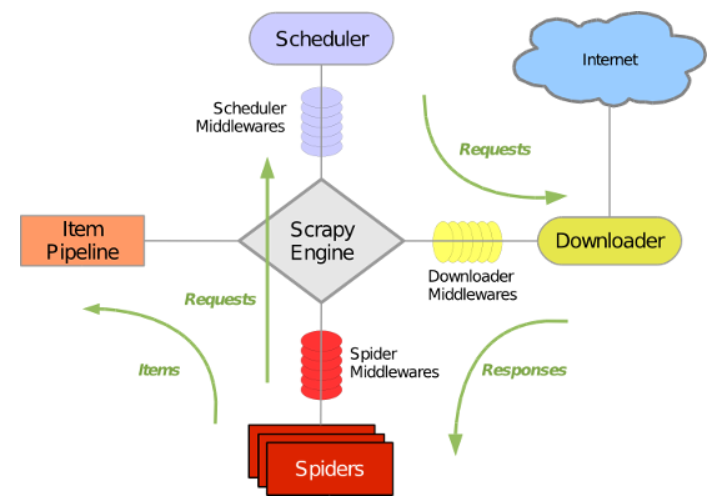 Scheduler
Internet
Scheduler
Middlewares
Requests
Item
Pipeline
Scrapy
Engine
Downloader
Downloader
Middlewares
Requests
Spider
Middlewares
Items
Responses
Spiders